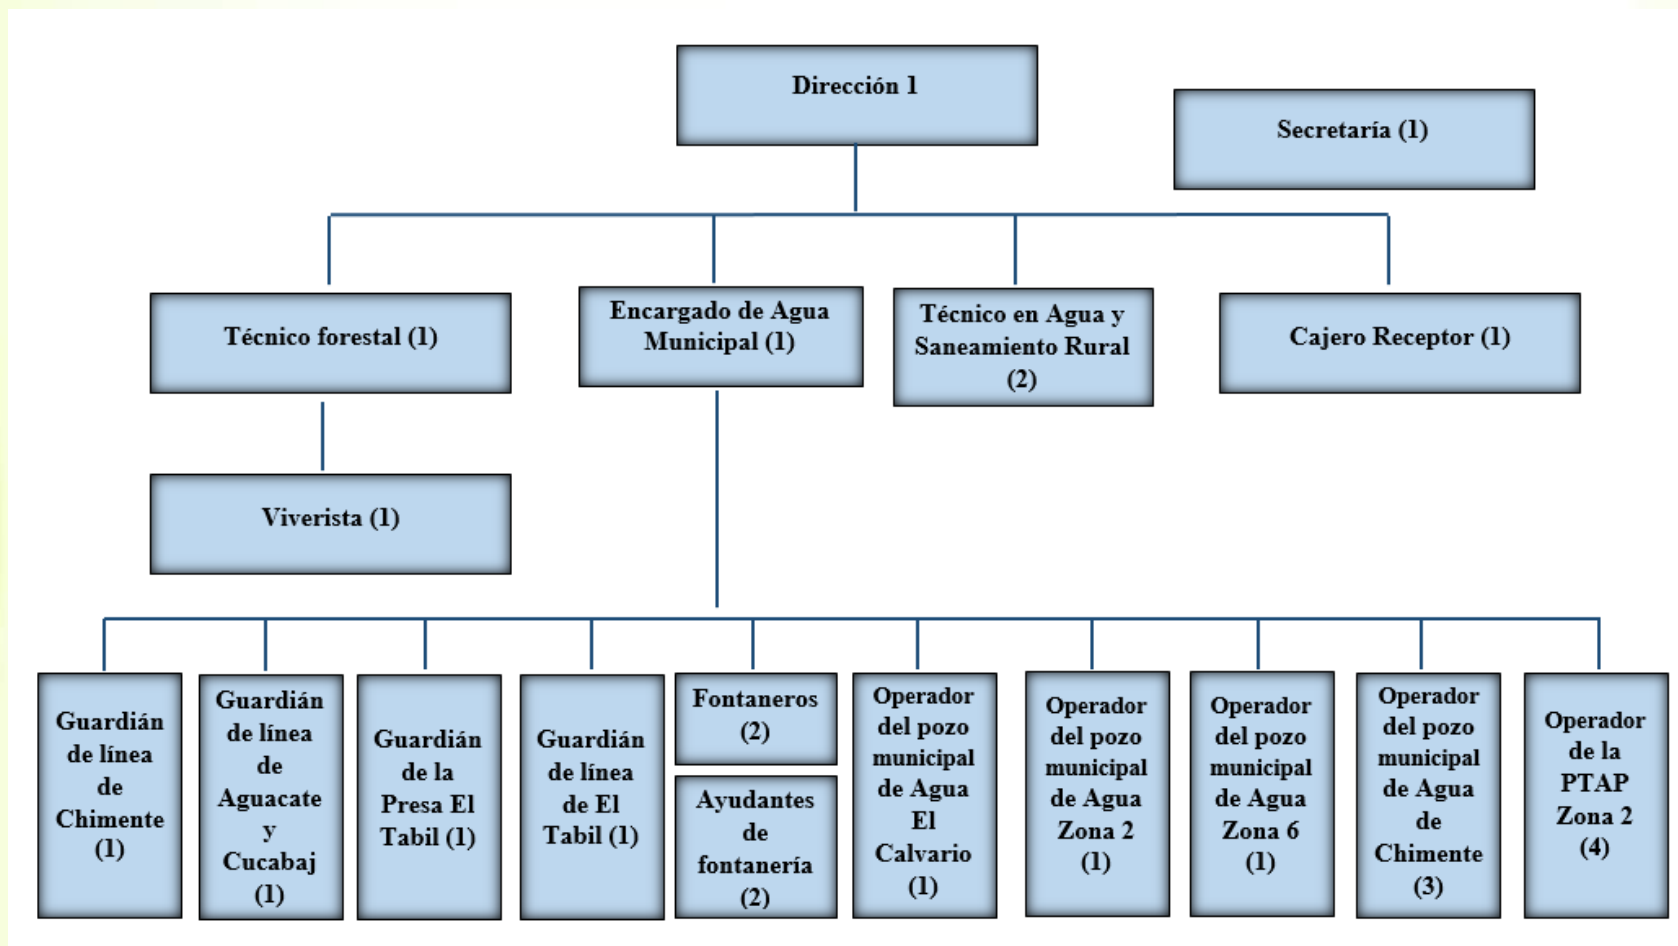 Dirección 1
Secretaría (1)
Técnico forestal (1)
Encargado de Agua
Municipal (1)
Técnico en Agua y
Saneamiento Rural
(2)
Cajero Receptor (1)
Viverista (1)
Guardián
de línea
de
Chimente
(1)
Guardián
de línea
de
Aguacate
y
Cucabaj
(1)
Guardián
de la
Presa El
Tabil (1)
Guardián
de línea
de El
Tabil (1)
Fontaneros
(2)
Ayudantes
de
fontanería
(2)
Operador
del pozo
municipal
de Agua
El
Calvario
(1)
Operador
del pozo
municipal
de Agua
Zona 2
(1)
Operador
del pozo
municipal
de Agua
Zona 6
(1)
Operador
del pozo
municipal
de Agua
de
Chimente
(3)
Operador
de la
PTAP
Zona 2
(4)